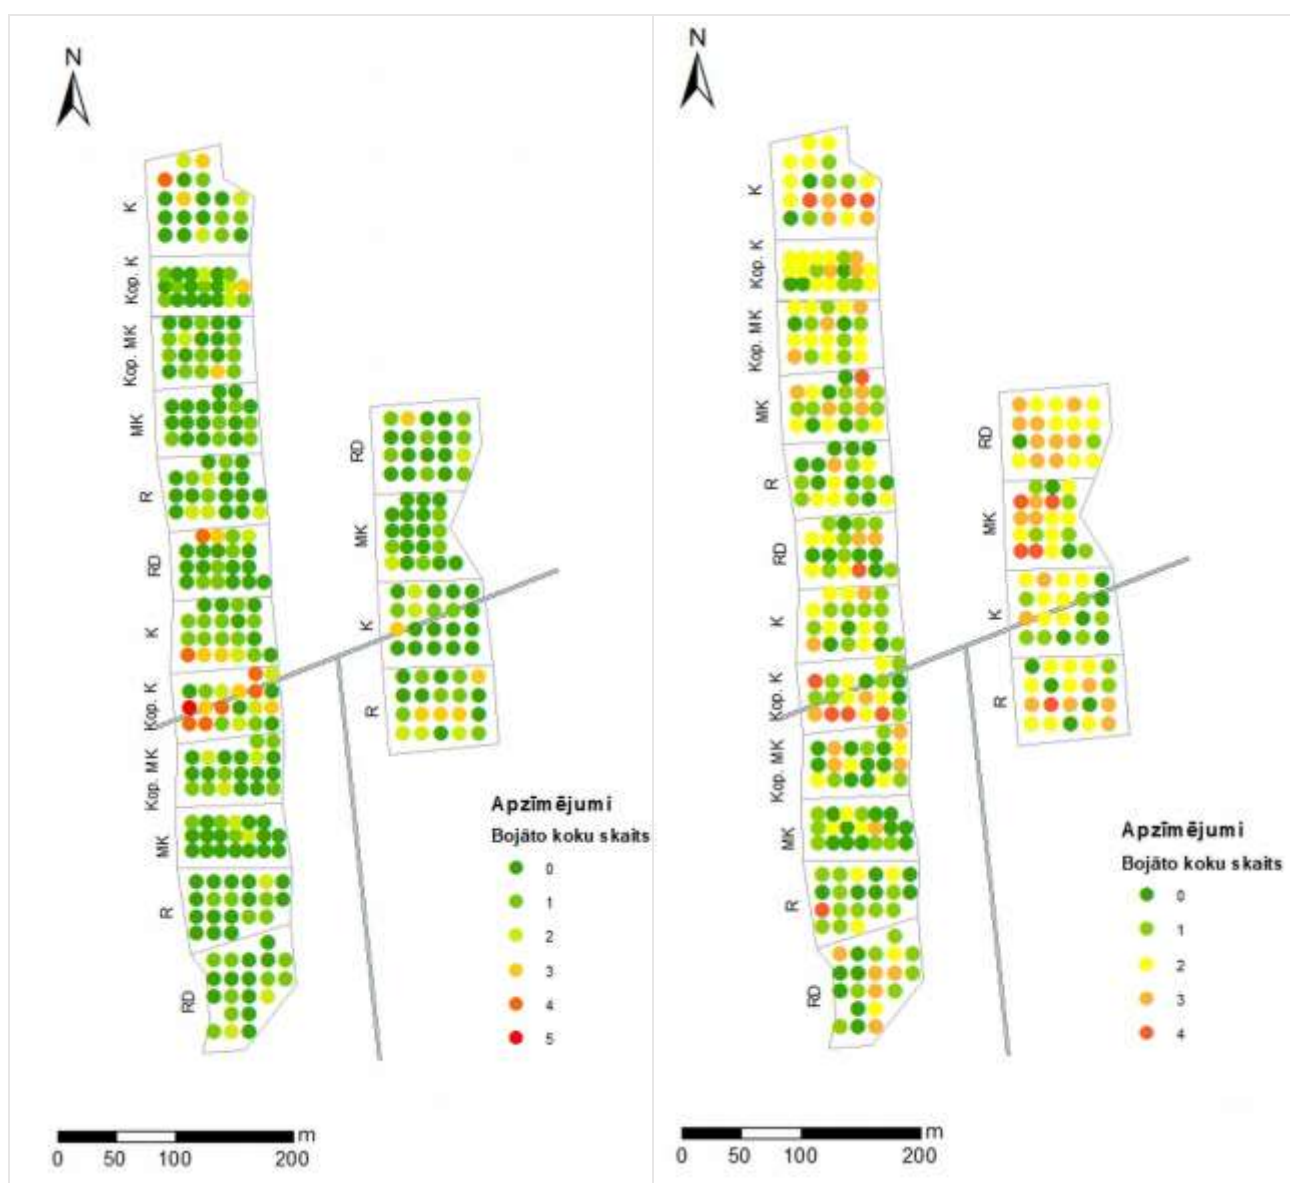 N
K
Kop. K
Kop. MK
MK
R
RD
K
Kop. K
Kop. MK
MK
R
RD
RD
MK
K
R
Apzīmējumi
Bojāto koku skaits
0
1
2
3
4
5
0 50 100 200 m
N
K
Kop. K
Kop. MK
MK
R
RD
K
Kop. K
Kop. MK
MK
R
RD
RD
MK
K
R
Apzīmējumi
Bojāto koku skaits
0
1
2
3
4
0 50 100 200 m